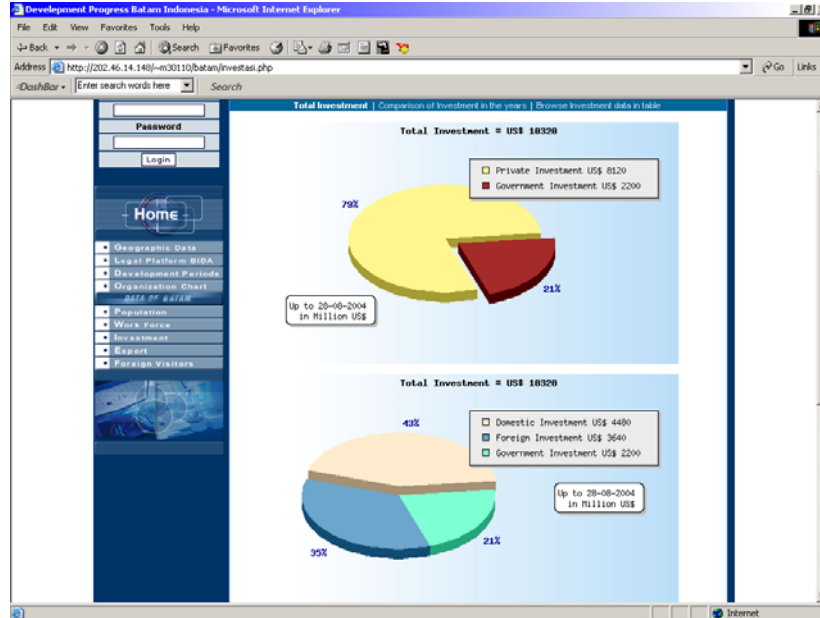 Development Progress Batam Indonesia - Microsoft Internet Explorer
File Edit View Favorites Tools Help
Back Search Favorites
Address http://202.46.14.148/~m30110/batam/investasi.php Go Links
DashBar Enter search words here Search
Total Investment | Comparison of Investment in the years | Browse Investment data in table
Password
Login
Home
Geographic Data
Legal Platform BIDA
Development Periods
Organization Chart
DATA OF BATAM
Population
Work Force
Investment
Export
Foreign Visitors
Total Investment = US$ 10320
Private Investment US$ 8120
Government Investment US$ 2200
79%
21%
Up to 28-08-2004
in Million US$
Total Investment = US$ 10320
43%
Domestic Investment US$ 4480
Foreign Investment US$ 3640
Government Investment US$ 2200
Up to 28-08-2004
in Million US$
35%
21%
Internet